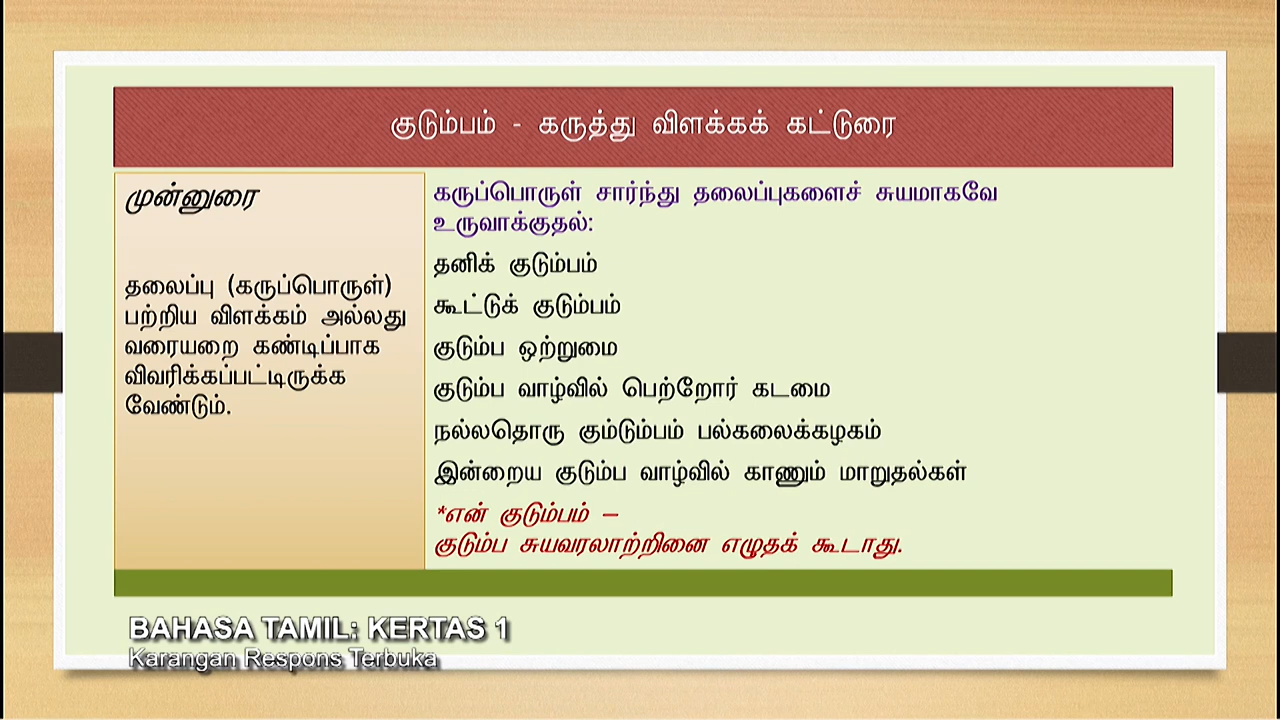 குடும்பம் - கருத்து விளக்கக் கட்டுரை
முன்னுரை
தலைப்பு (கருப்பொருள்)
பற்றிய விளக்கம் அல்லது
வரையறை கண்டிப்பாக
விவரிக்கப்பட்டிருக்க
வேண்டும்.
கருப்பொருள் சார்ந்து தலைப்புகளைச் சுயமாகவே
உருவாக்குதல்:
தனிக் குடும்பம்
கூட்டுக் குடும்பம்
குடும்ப ஒற்றுமை
குடும்ப வாழ்வில் பெற்றோர் கடமை
நல்லதொரு கும்டும்பம் பல்கலைக்கழகம்
இன்றைய குடும்ப வாழ்வில் காணும் மாறுதல்கள்
*என் குடும்பம் –
குடும்ப சுயவரலாற்றினை எழுதக் கூடாது.
BAHASA TAMIL: KERTAS 1
Karangan Respons Terbuka